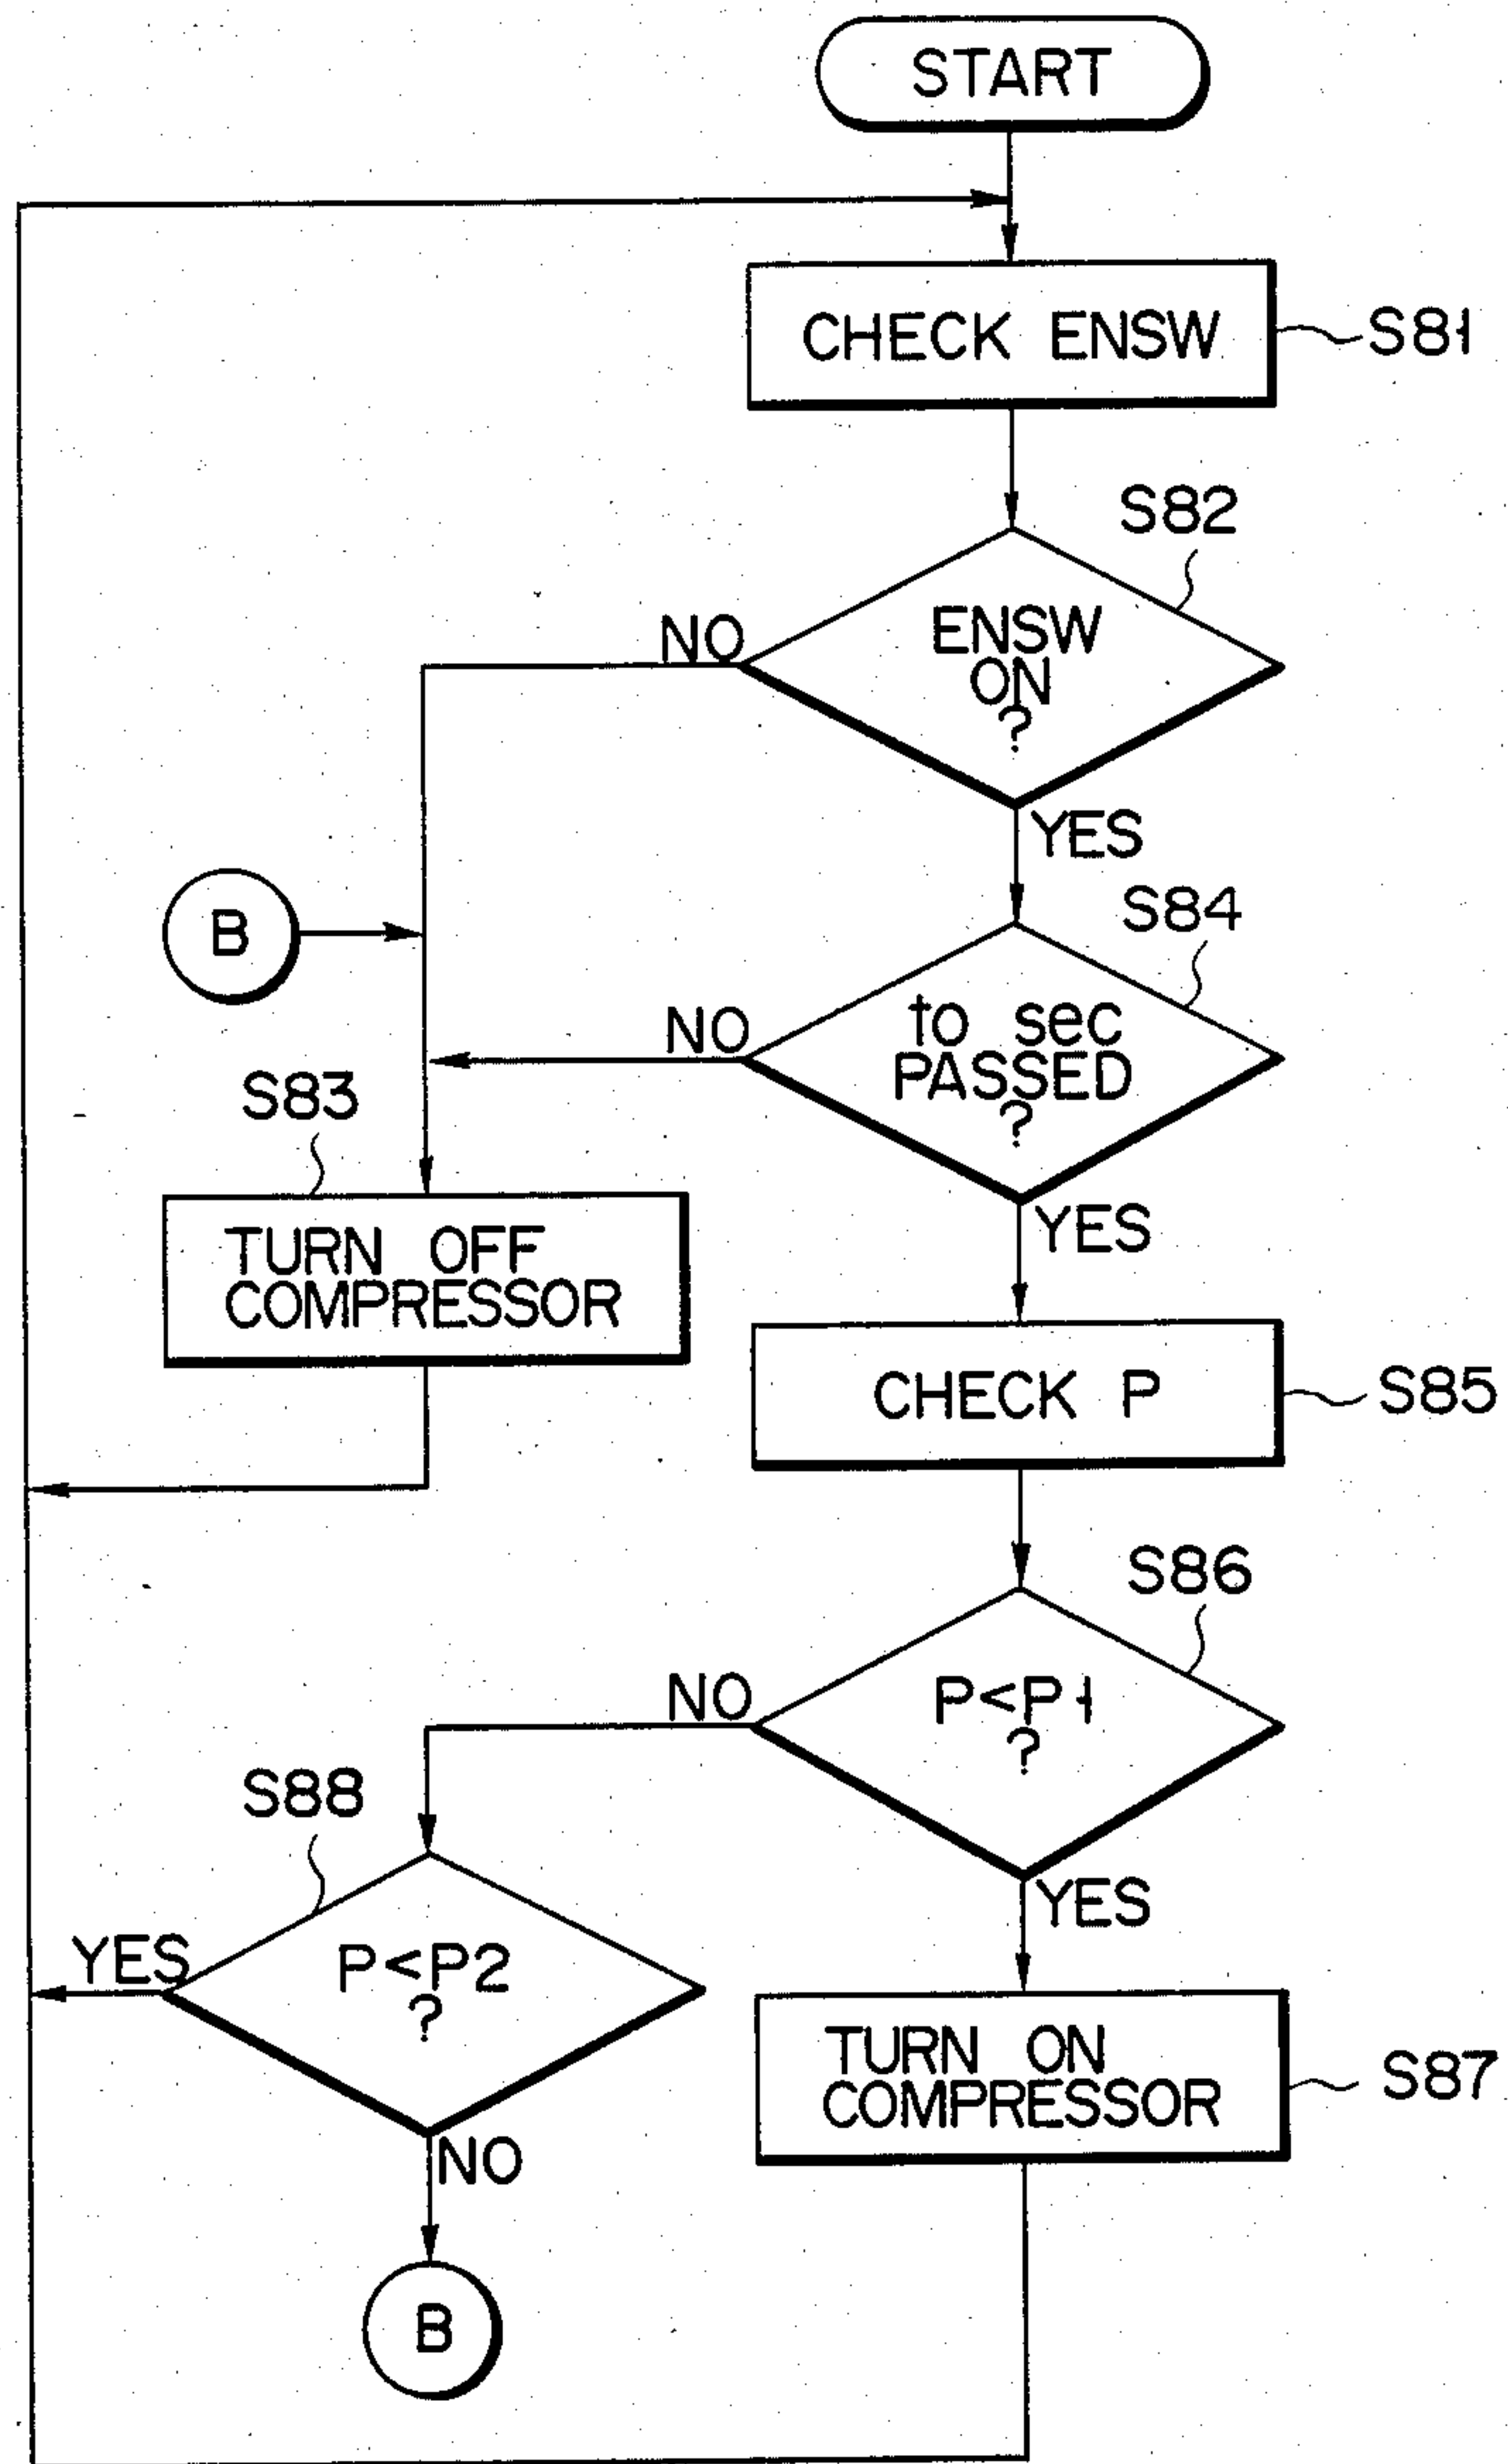 START
CHECK ENSW
S81
S82
ENSW
ON
?
NO
YES
B
S84
to sec
PASSED
?
NO
YES
S83
TURN OFF
COMPRESSOR
CHECK P
S85
S86
P<P1
?
NO
YES
S88
P<P2
?
YES
NO
TURN ON
COMPRESSOR
S87
B